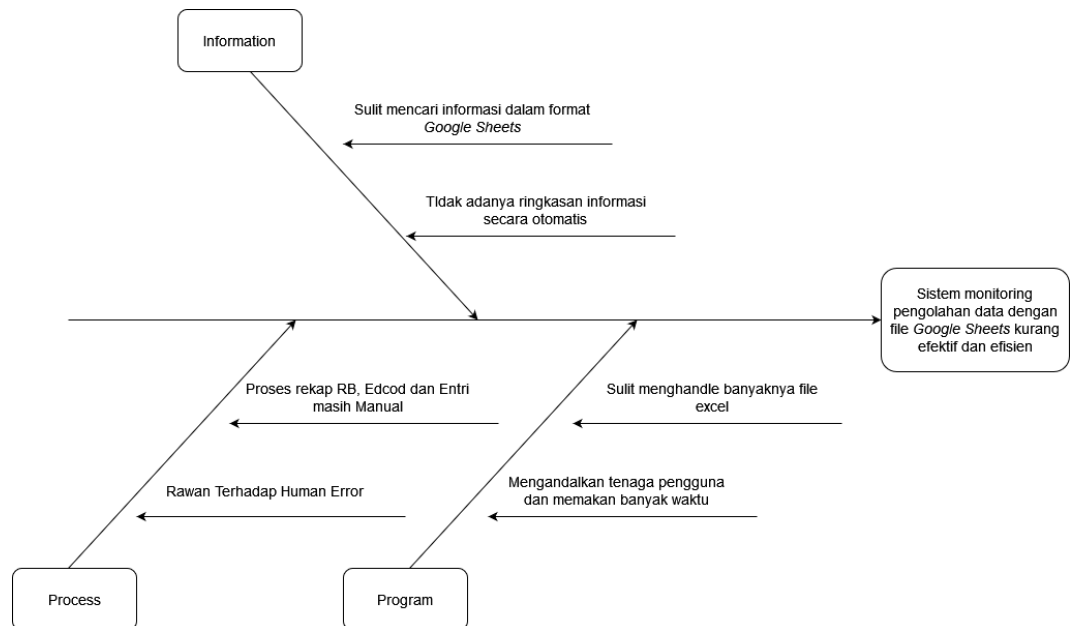 Information
Sulit mencari informasi dalam format
Google Sheets
TIdak adanya ringkasan informasi
secara otomatis
Sistem monitoring
pengolahan data dengan
file Google Sheets kurang
efektif dan efisien
Proses rekap RB, Edcod dan Entri
masih Manual
Sulit menghandle banyaknya file
excel
Rawan Terhadap Human Error
Mengandalkan tenaga pengguna
dan memakan banyak waktu
Process
Program